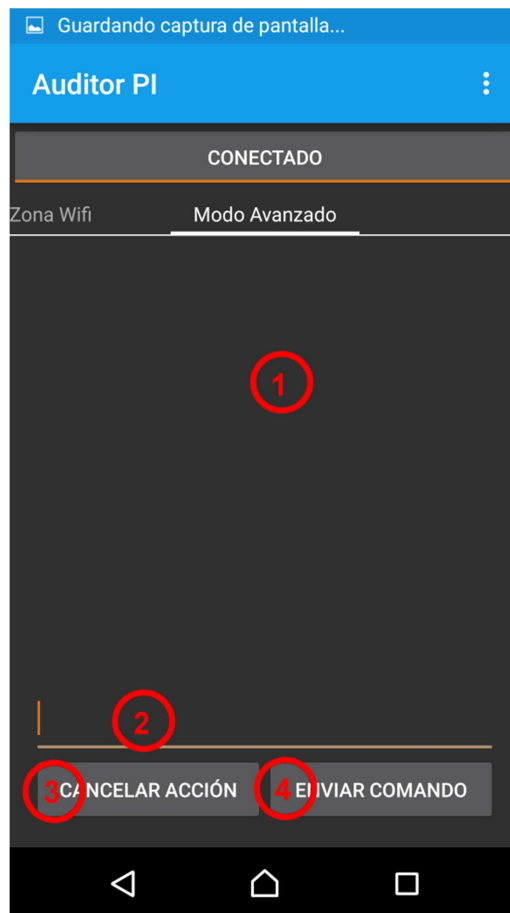 Guardando captura de pantalla...
Auditor PI
CONECTADO
Zona Wifi Modo Avanzado
1
2
3 CANCELAR ACCIÓN 4 ENVIAR COMANDO